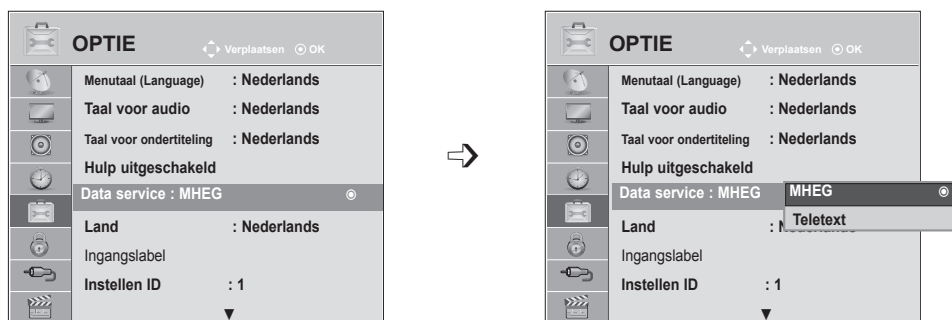 OPTIE Verplaatsen OK
Menutaal (Language) : Nederlands
Taal voor audio : Nederlands
Taal voor ondertiteling : Nederlands
Hulp uitgeschakeld
Data service : MHEG
Land : Nederlands
Ingangslabel
Instellen ID : 1
OPTIE Verplaatsen OK
Menutaal (Language) : Nederlands
Taal voor audio : Nederlands
Taal voor ondertiteling : Nederlands
Hulp uitgeschakeld
Data service : MHEG MHEG
Teletext
Land :
Ingangslabel
Instellen ID : 1